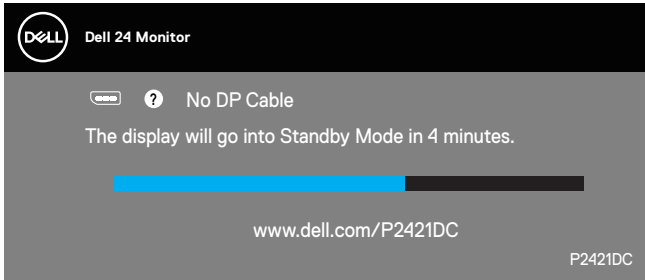 DELL
Dell 24 Monitor
? No DP Cable
The display will go into Standby Mode in 4 minutes.
www.dell.com/P2421DC
P2421DC